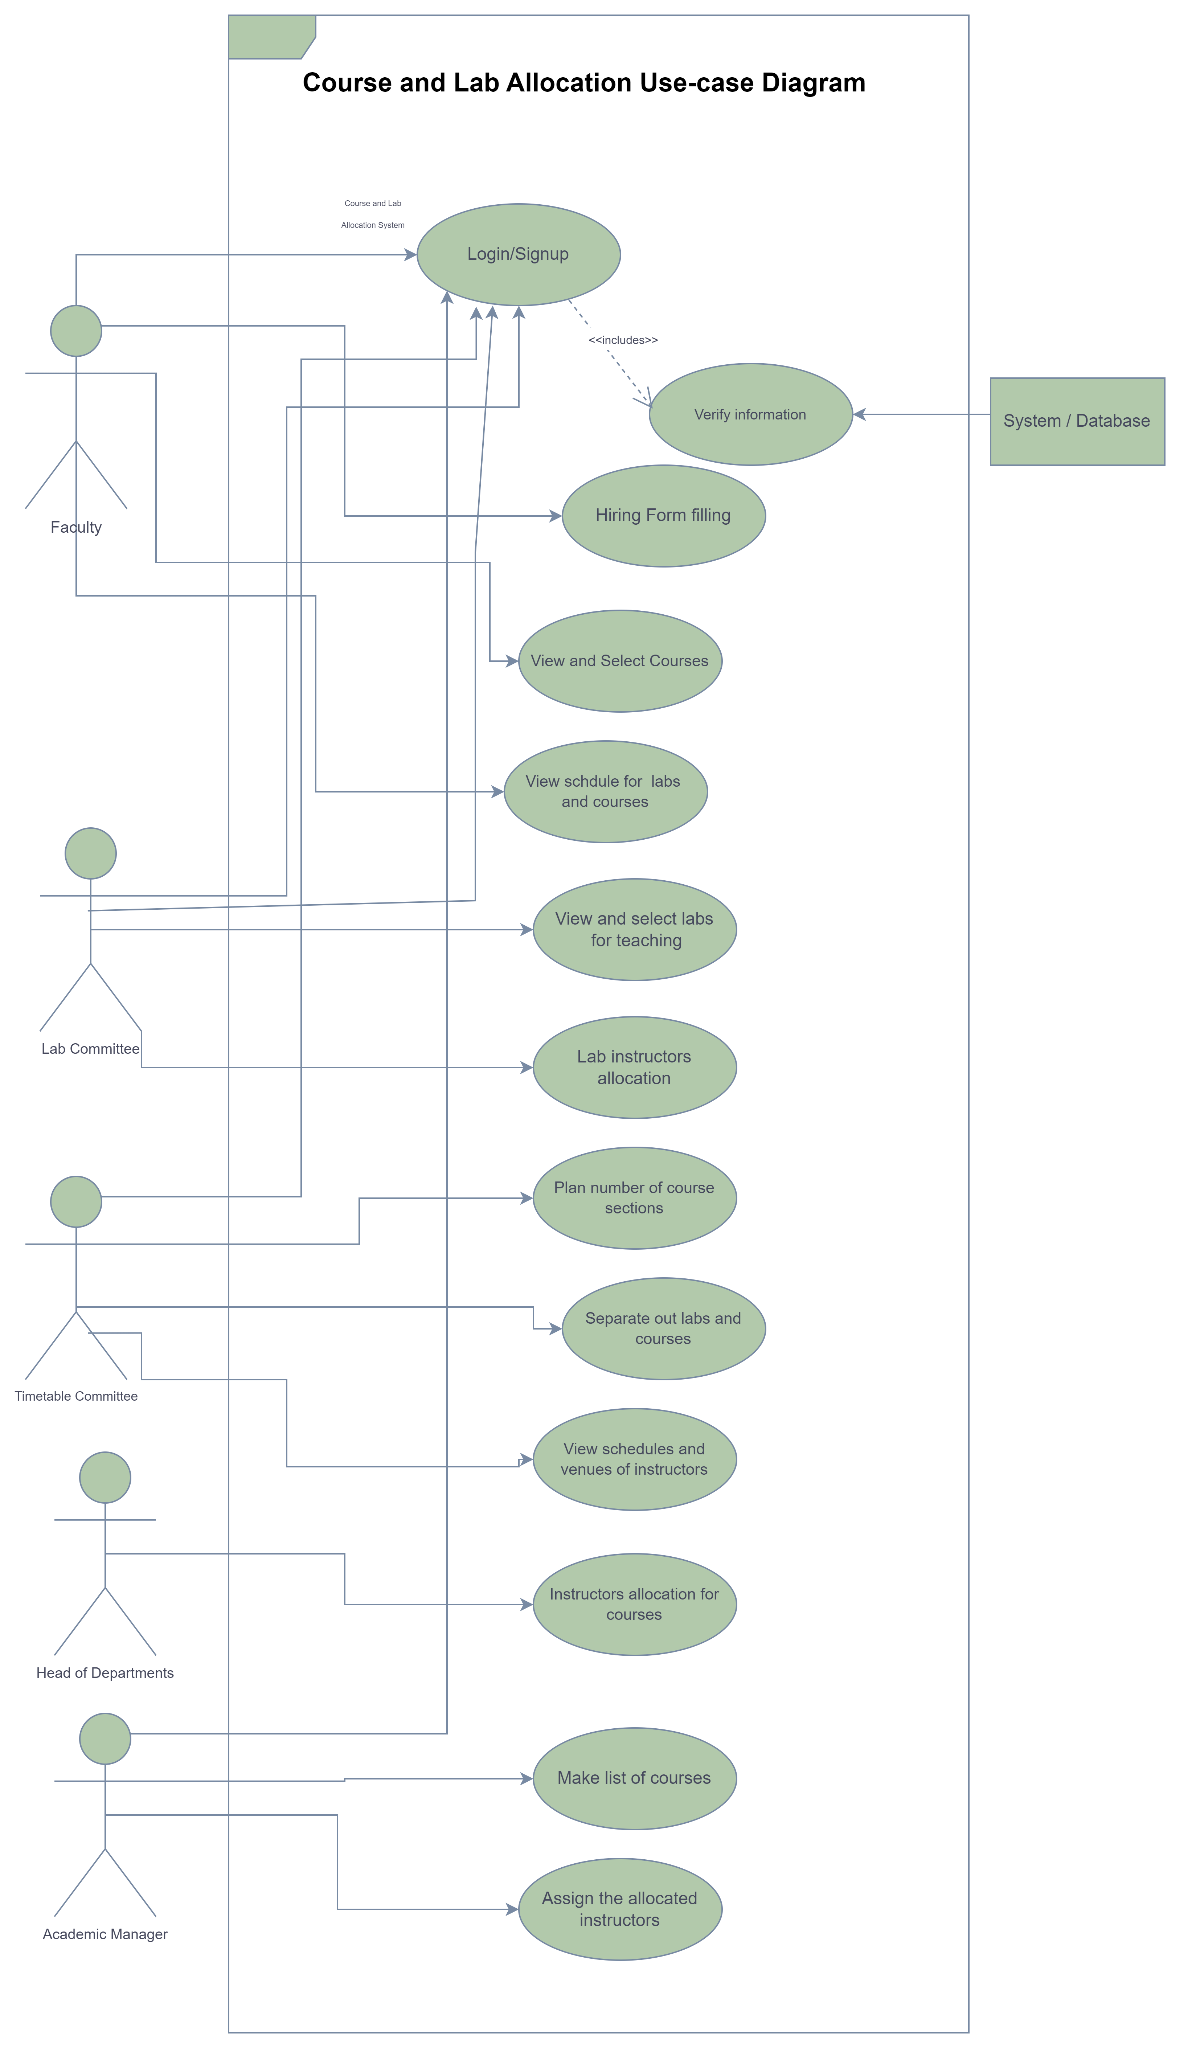 Course and Lab Allocation Use-case Diagram
Course and Lab
Allocation System
Login/Signup
<<includes>>
Verify information
System / Database
Hiring Form filling
Faculty
View and Select Courses
View schdule for labs
and courses
View and select labs
for teaching
Lab Committee
Lab instructors
allocation
Plan number of course
sections
Separate out labs and
courses
Timetable Committee
View schedules and
venues of instructors
Instructors allocation for
courses
Head of Departments
Make list of courses
Assign the allocated
instructors
Academic Manager